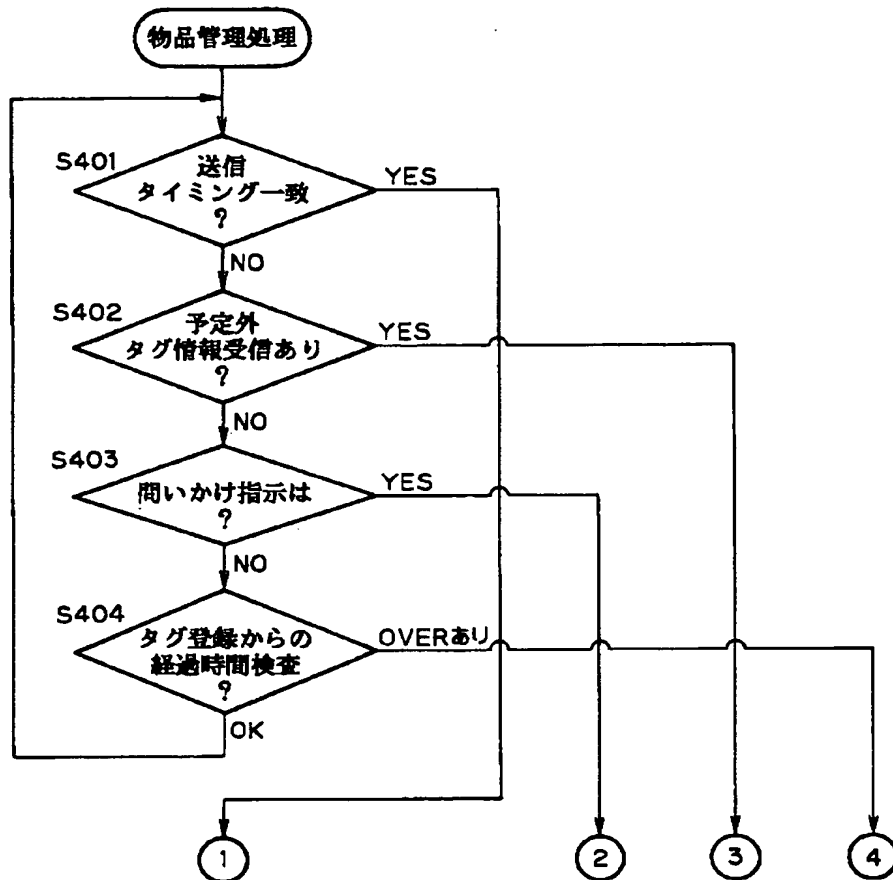 物品管理処理
S401
送信
タイミング一致
?
YES
NO
S402
予定外
タグ情報受信あり
?
YES
NO
S403
問いかけ指示は
?
YES
NO
S404
タグ登録からの
経過時間検査
?
OVERあり
OK
1
2
3
4